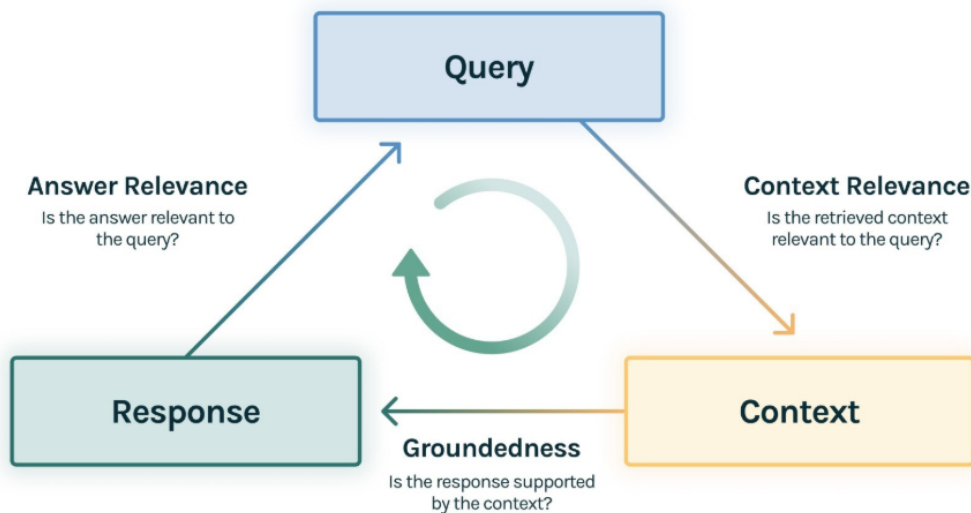 Query
Answer Relevance
Is the answer relevant to
the query?
Context Relevance
Is the retrieved context
relevant to the query?
Response
Context
Groundedness
Is the response supported
by the context?